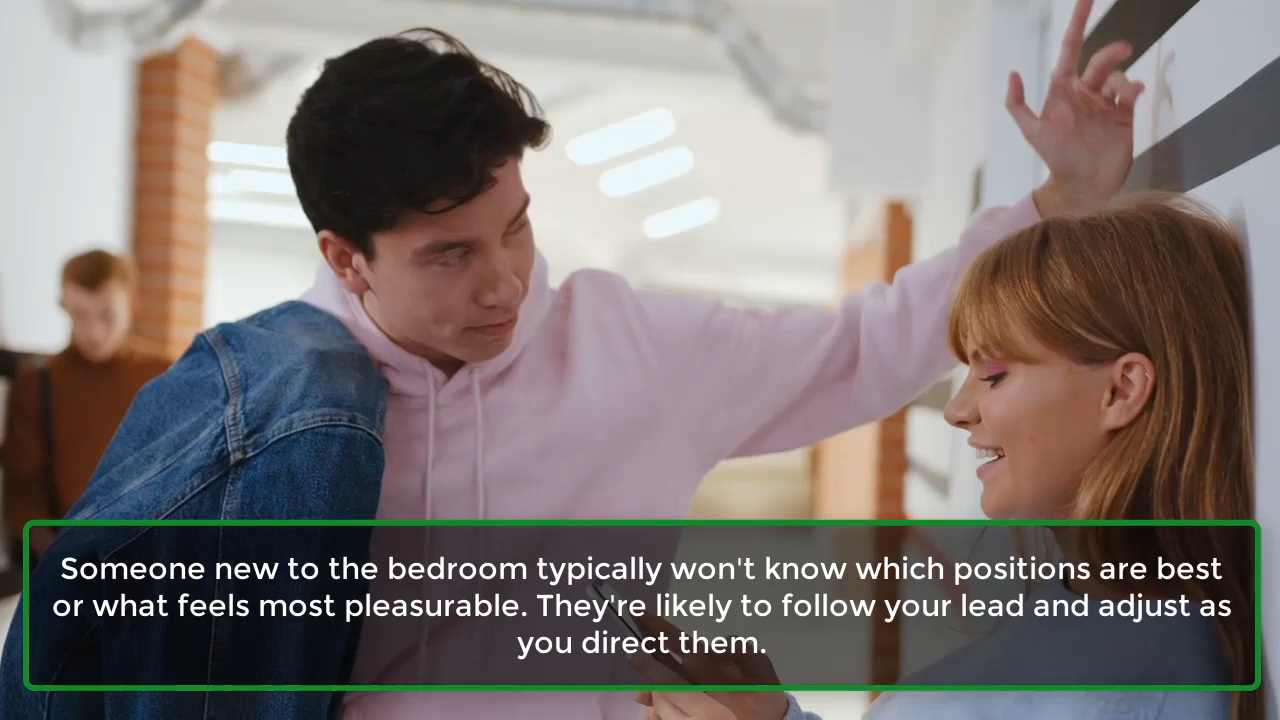 Someone new to the bedroom typically won't know which positions are best
or what feels most pleasurable. They're likely to follow your lead and adjust as
you direct them.